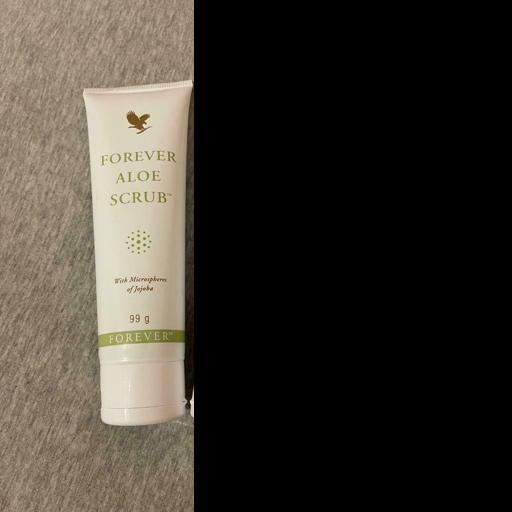 FOREVER
ALOE
SCRUB™
With Microspheres
of Jojoba
99 g
FOREVER™